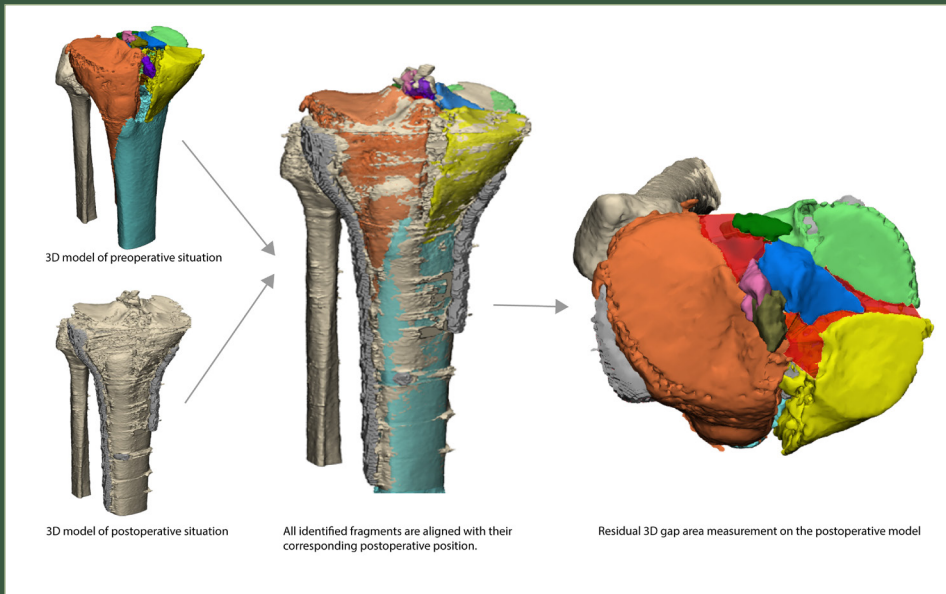 3D model of preoperative situation
3D model of postoperative situation
All identified fragments are aligned with their
corresponding postoperative position.
Residual 3D gap area measurement on the postoperative model